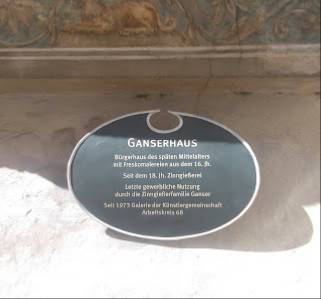 GANSERHAUS
Bürgerhaus des späten Mittelalters
mit Freskomalereien aus dem 16. Jh.
Seit dem 18. Jh. Zinngießerei
Letzte gewerbliche Nutzung
durch die Zinngießerfamilie Ganser
Seit 1973 Galerie der Künstlergemeinschaft
Arbeitskreis 68